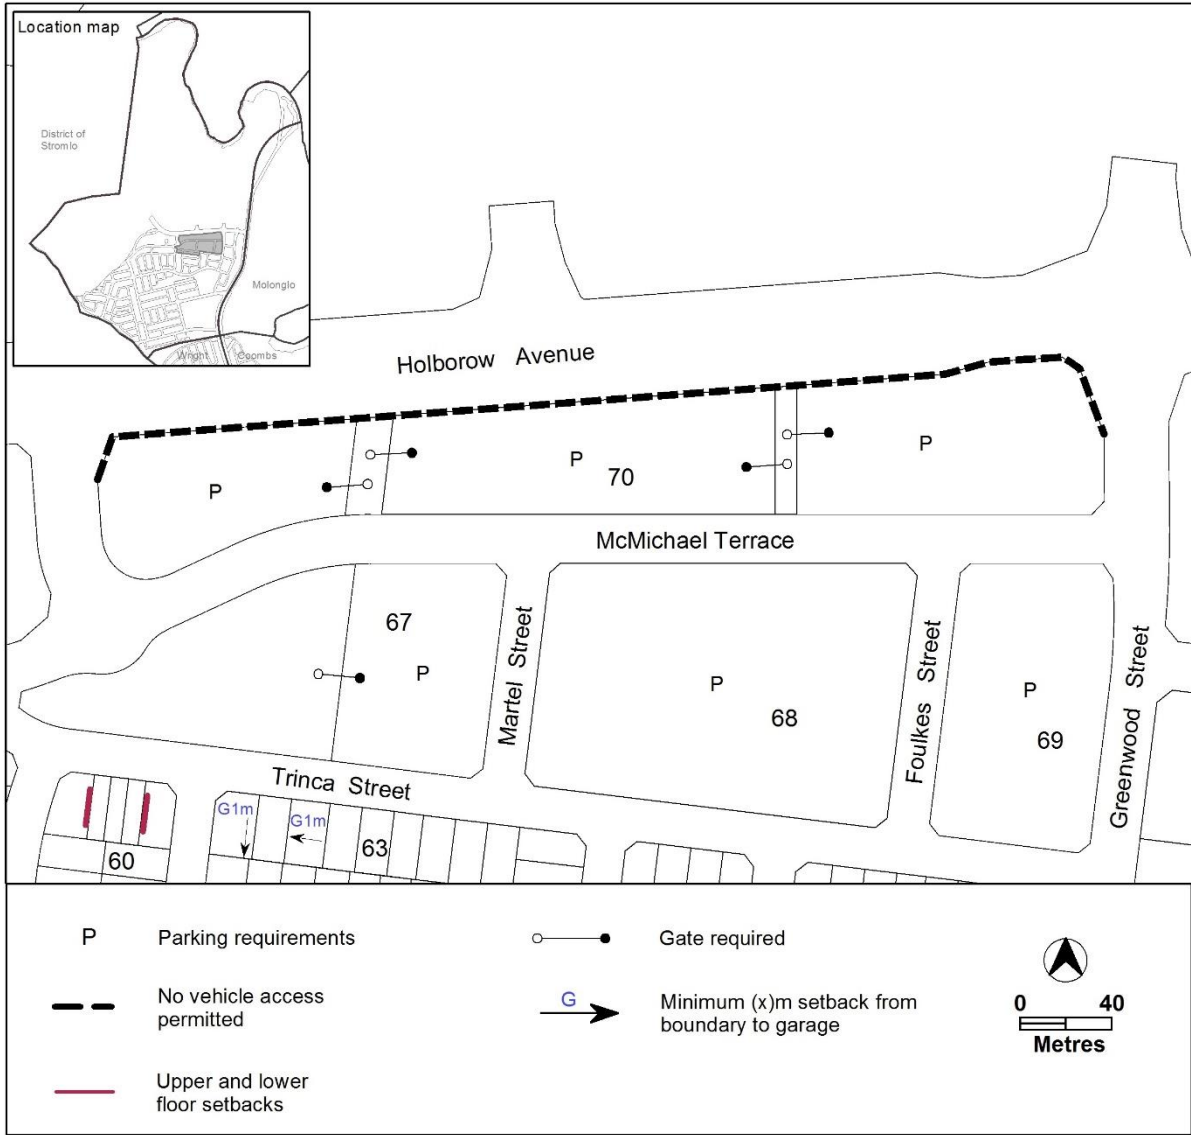 Location map
District of
Stromlo
Molonglo
Wright
Coombs
Holborow Avenue
P
P
70
P
McMichael Terrace
67
P
Martel Street
P
68
Foulkes Street
P
69
Greenwood Street
Trinca Street
G1m
G1m
63
60
P
Parking requirements
Gate required
No vehicle access
permitted
G
Minimum (x)m setback from
boundary to garage
Upper and lower
floor setbacks
0 40
Metres